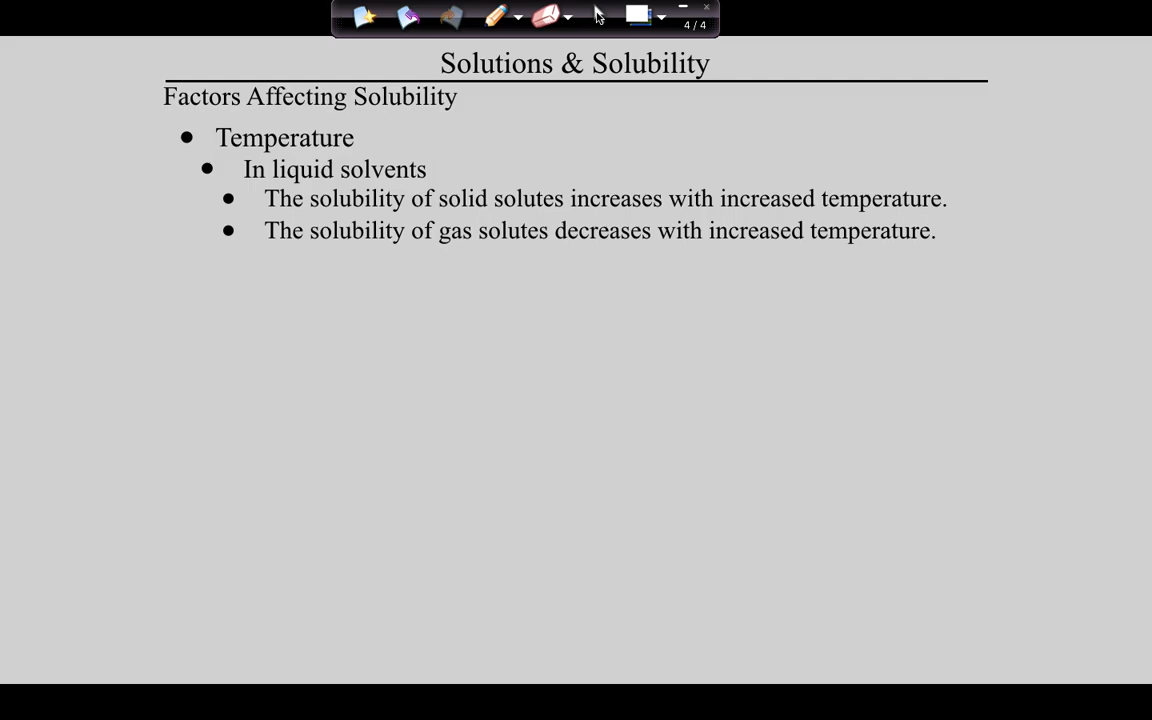 4 / 4
Solutions & Solubility
Factors Affecting Solubility
● Temperature
● In liquid solvents
● The solubility of solid solutes increases with increased temperature.
● The solubility of gas solutes decreases with increased temperature.